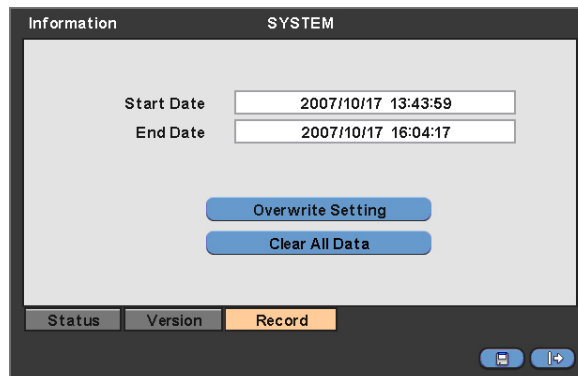 Information SYSTEM
Start Date 2007/10/17 13:43:59
End Date 2007/10/17 16:04:17
Overwrite Setting
Clear All Data
Status Version Record